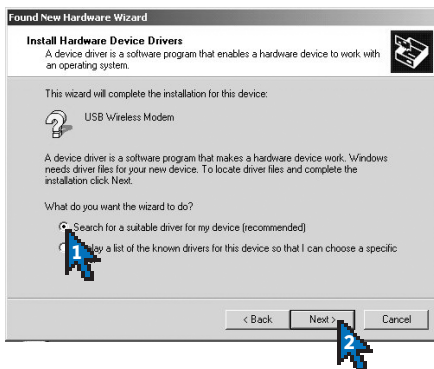 Found New Hardware Wizard
Install Hardware Device Drivers
A device driver is a software program that enables a hardware device to work with
an operating system.
This wizard will complete the installation for this device:
USB Wireless Modem
A device driver is a software program that makes a hardware device work. Windows
needs driver files for your new device. To locate driver files and complete the
installation click Next.
What do you want the wizard to do?
Search for a suitable driver for my device (recommended)
a list of the known drivers for this device so that I can choose a specific
1
< Back Next > Cancel
2